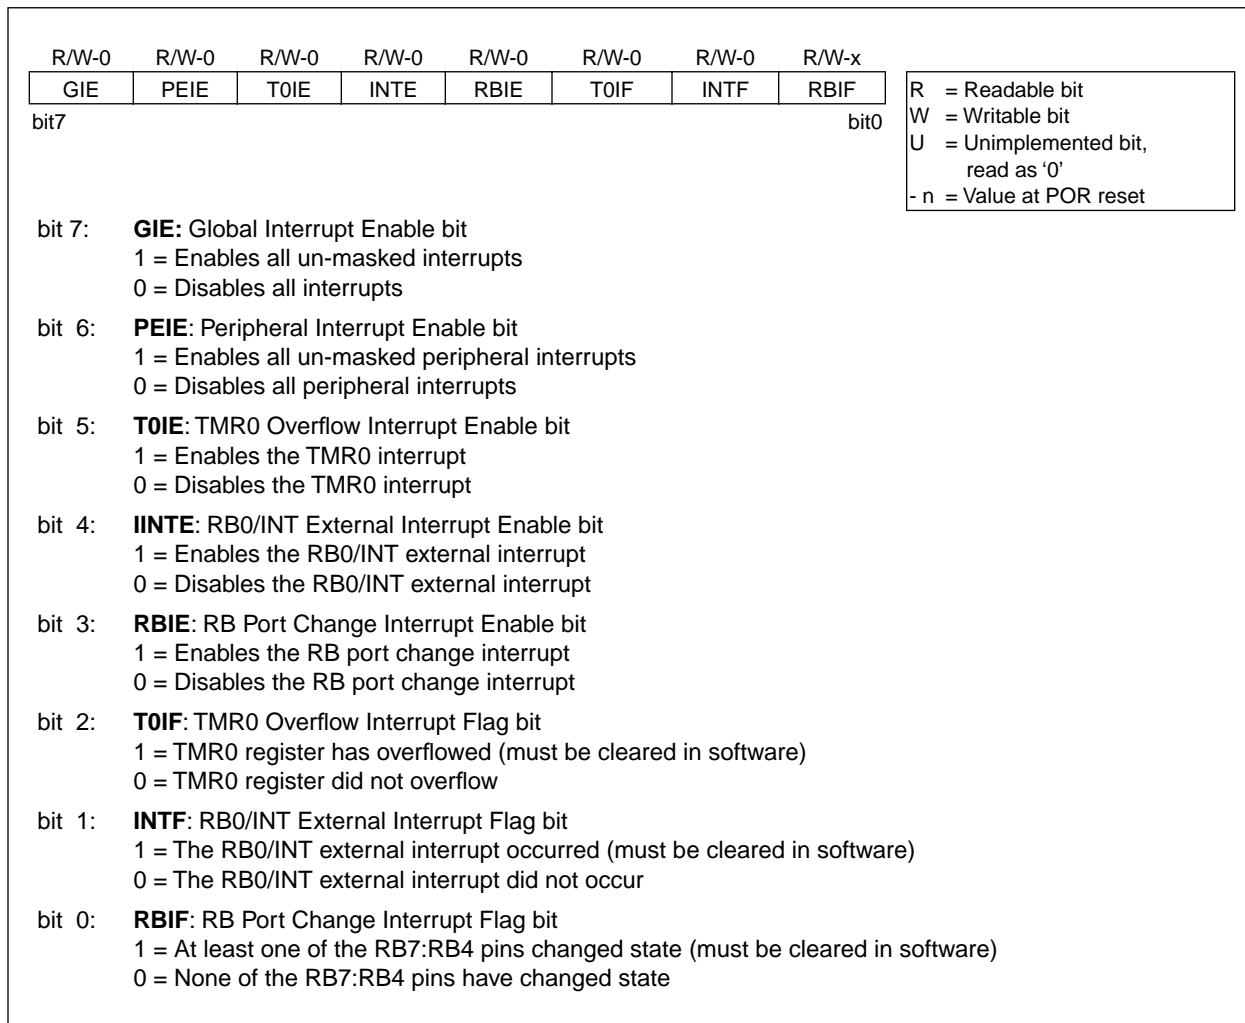 R/W-0 R/W-0 R/W-0 R/W-0 R/W-0 R/W-0 R/W-0 R/W-x
GIE PEIE T0IE INTE RBIE T0IF INTF RBIF
bit7 bit0
R = Readable bit
W = Writable bit
U = Unimplemented bit,
read as ‘0’
- n = Value at POR reset
bit 7: GIE: Global Interrupt Enable bit
1 = Enables all un-masked interrupts
0 = Disables all interrupts
bit 6: PEIE: Peripheral Interrupt Enable bit
1 = Enables all un-masked peripheral interrupts
0 = Disables all peripheral interrupts
bit 5: T0IE: TMR0 Overflow Interrupt Enable bit
1 = Enables the TMR0 interrupt
0 = Disables the TMR0 interrupt
bit 4: IINTE: RB0/INT External Interrupt Enable bit
1 = Enables the RB0/INT external interrupt
0 = Disables the RB0/INT external interrupt
bit 3: RBIE: RB Port Change Interrupt Enable bit
1 = Enables the RB port change interrupt
0 = Disables the RB port change interrupt
bit 2: T0IF: TMR0 Overflow Interrupt Flag bit
1 = TMR0 register has overflowed (must be cleared in software)
0 = TMR0 register did not overflow
bit 1: INTF: RB0/INT External Interrupt Flag bit
1 = The RB0/INT external interrupt occurred (must be cleared in software)
0 = The RB0/INT external interrupt did not occur
bit 0: RBIF: RB Port Change Interrupt Flag bit
1 = At least one of the RB7:RB4 pins changed state (must be cleared in software)
0 = None of the RB7:RB4 pins have changed state